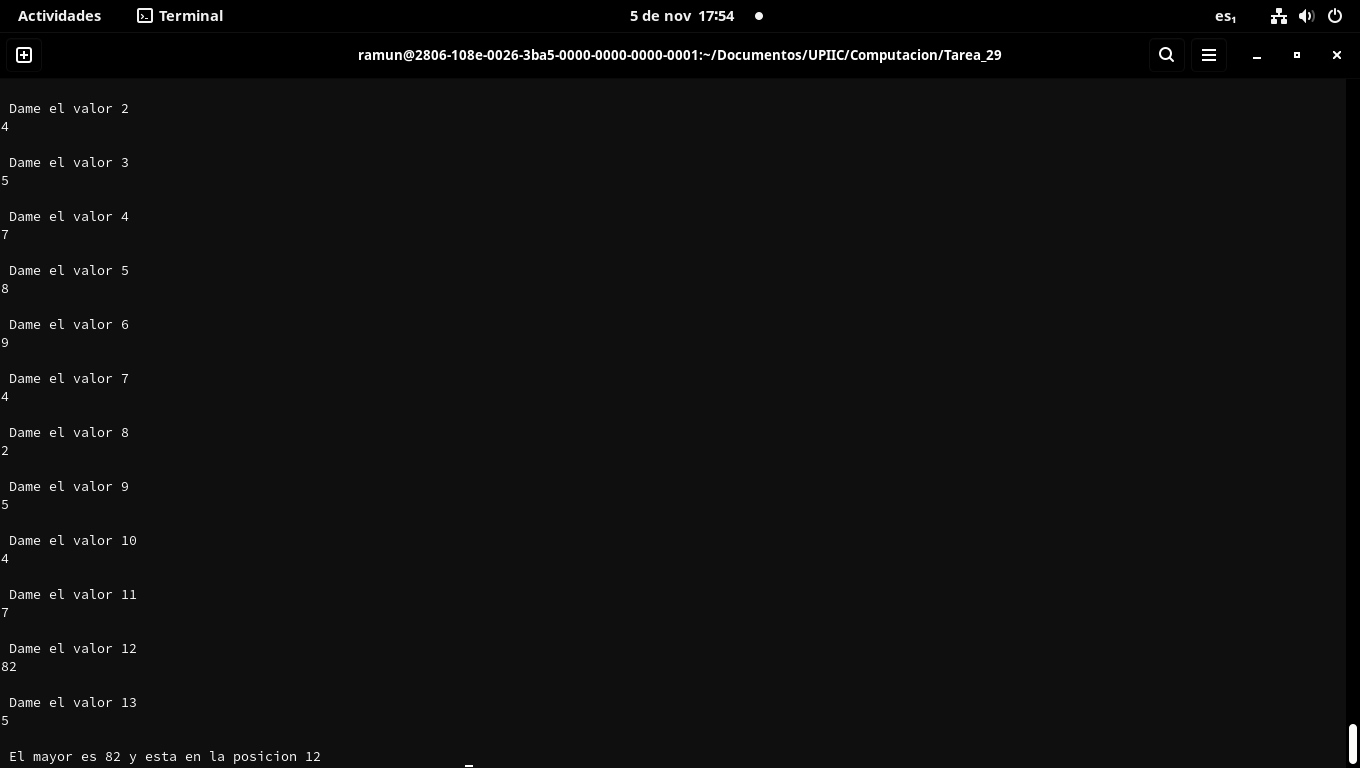 Actividades Terminal 5 de nov 17:54 es₁
ramun@2806-108e-0026-3ba5-0000-0000-0000-0001:~/Documentos/UPIIC/Computacion/Tarea_29
Dame el valor 2
4
Dame el valor 3
5
Dame el valor 4
7
Dame el valor 5
8
Dame el valor 6
9
Dame el valor 7
4
Dame el valor 8
2
Dame el valor 9
5
Dame el valor 10
4
Dame el valor 11
7
Dame el valor 12
82
Dame el valor 13
5
El mayor es 82 y esta en la posicion 12